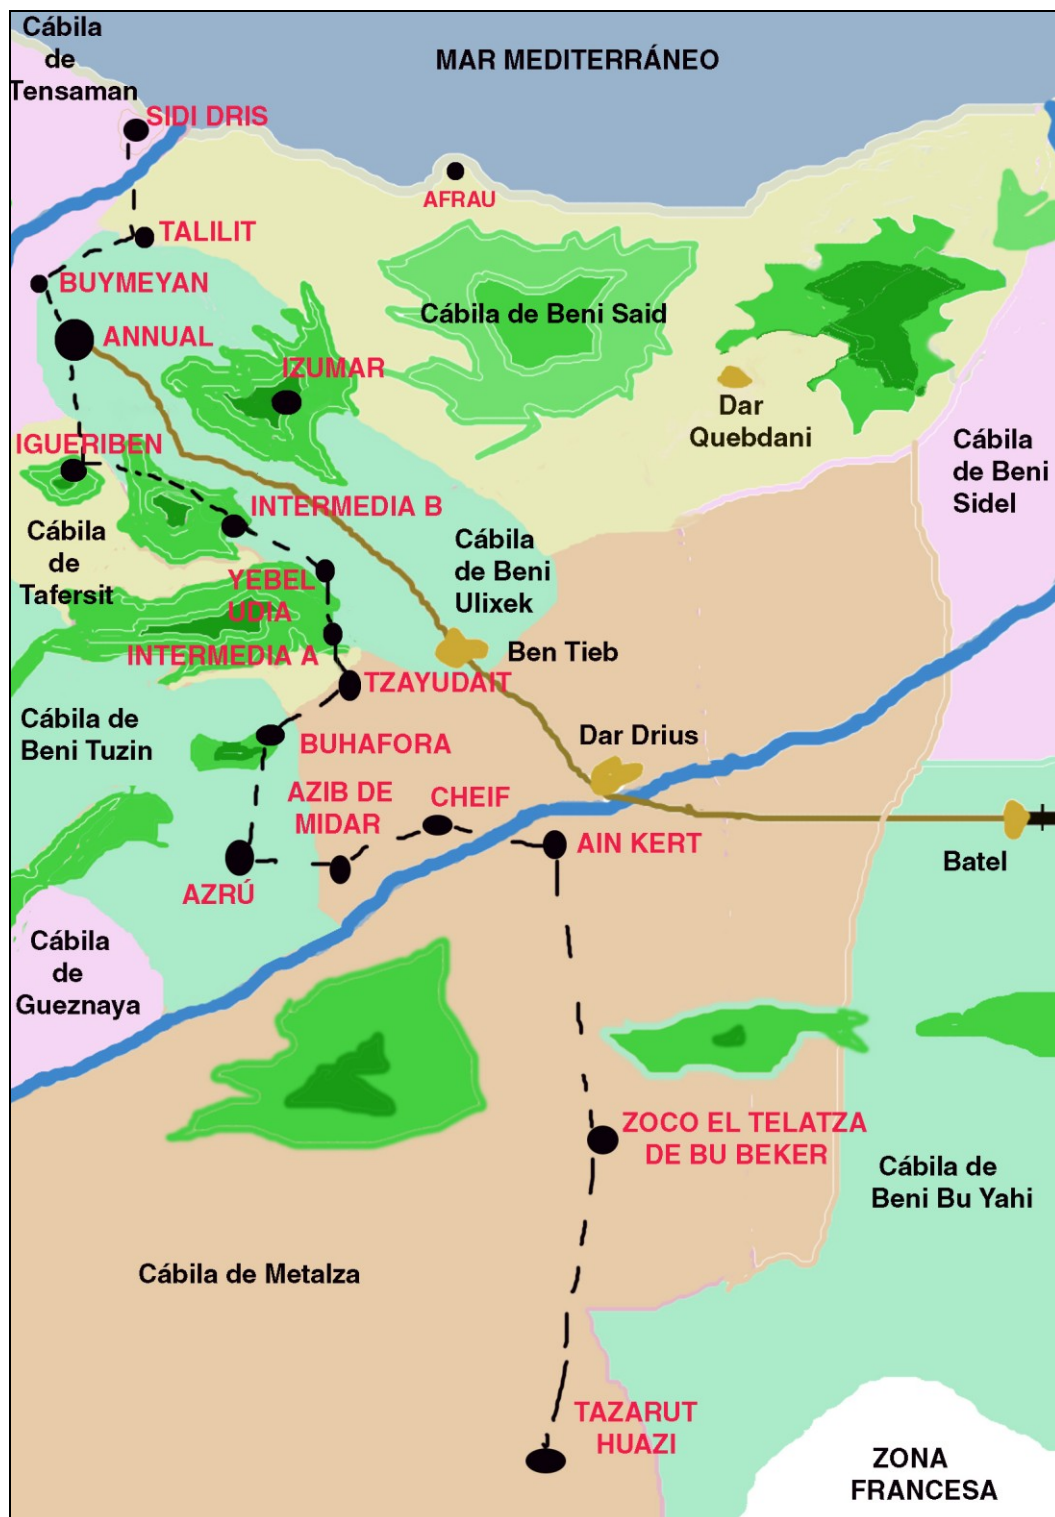 Cábila
de
Tensaman
MAR MEDITERRÁNEO
SIDI DRIS
AFRAU
TALILIT
BUYMEYAN
ANNUAL
Cábila de Beni Said
IZUMAR
Dar
Quebdani
IGUERIBEN
Cábila
de Beni
Sidel
INTERMEDIA B
Cábila
de
Tafersit
Cábila
de Beni
Ulixek
YEBEL
UDIA
INTERMEDIA A
Ben Tieb
TZAYUDAIT
Cábila de
Beni Tuzin
BUHAFORA
Dar Drius
AZIB DE
MIDAR
CHEIF
AIN KERT
Batel
AZRÚ
Cábila
de
Gueznaya
ZOCO EL TELATZA
DE BU BEKER
Cábila de
Beni Bu Yahi
Cábila de Metalza
TAZARUT
HUAZI
ZONA
FRANCESA